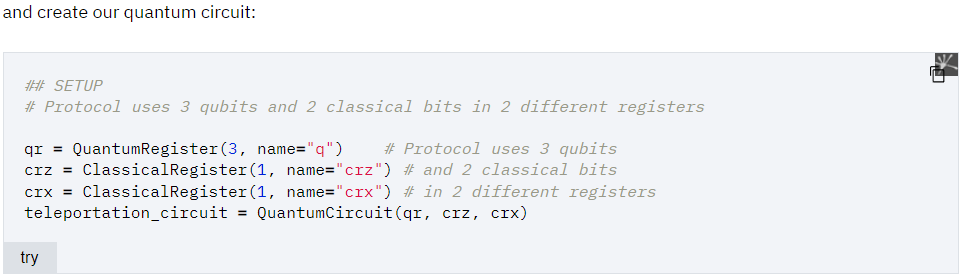 and create our quantum circuit:
## SETUP
# Protocol uses 3 qubits and 2 classical bits in 2 different registers
qr = QuantumRegister(3, name="q")    # Protocol uses 3 qubits
crz = ClassicalRegister(1, name="crz") # and 2 classical bits
crx = ClassicalRegister(1, name="crx") # in 2 different registers
teleportation_circuit = QuantumCircuit(qr, crz, crx)
try